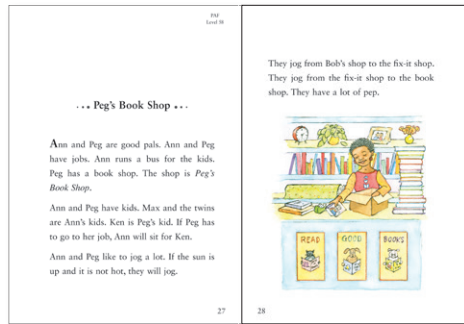 PAF
Level 38
Peg's Book Shop
Ann and Peg are good pals. Ann and Peg
have jobs. Ann runs a bus for the kids.
Peg has a book shop. The shop is Peg's
Book Shop.
Ann and Peg have kids. Max and the twins
are Ann's kids. Ken is Peg's kid. If Peg has
to go to her job, Ann will sit for Ken.
Ann and Peg like to jog a lot. If the sun is
up and it is not hot, they will jog.
27
They jog from Bob's shop to the fix-it shop.
They jog from the fix-it shop to the book
shop. They have a lot of pep.
READ
GOOD
BOOKS
28